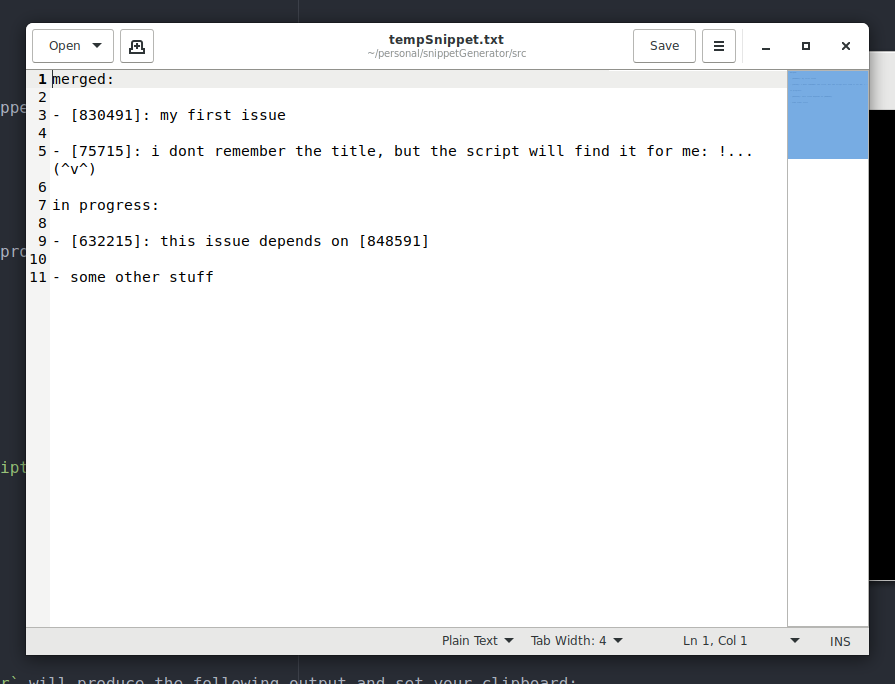 Open
tempSnippet.txt
~/personal/snippetGenerator/src
Save
1 merged:
2
3 - [830491]: my first issue
4
5 - [75715]: i dont remember the title, but the script will find it for me: !...
(^v^)
6
7 in progress:
8
9 - [632215]: this issue depends on [848591]
10
11 - some other stuff
Plain Text
Tab Width: 4
Ln 1, Col 1
INS
ppe
pro
ipt
r` will produce the following output and set your clipboard: